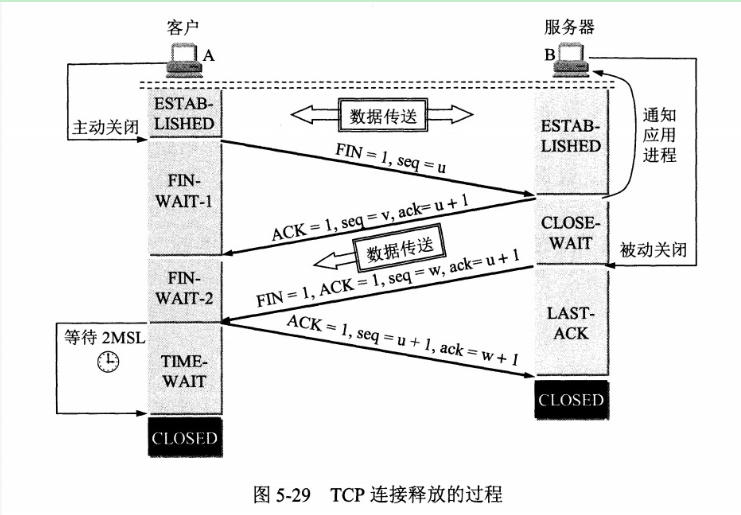 客户
服务器
A
B
ESTAB-
LISHED
数据传送
ESTAB-
LISHED
通知
应用
进程
主动关闭
FIN = 1, seq = u
FIN-
WAIT-1
ACK = 1, seq = v, ack= u + 1
CLOSE-
WAIT
数据传送
被动关闭
FIN-
WAIT-2
FIN = 1, ACK = 1, seq = w, ack= u + 1
等待 2MSL
ACK = 1, seq = u + 1, ack = w + 1
LAST-
ACK
TIME-
WAIT
CLOSED
CLOSED
图 5-29 TCP 连接释放的过程